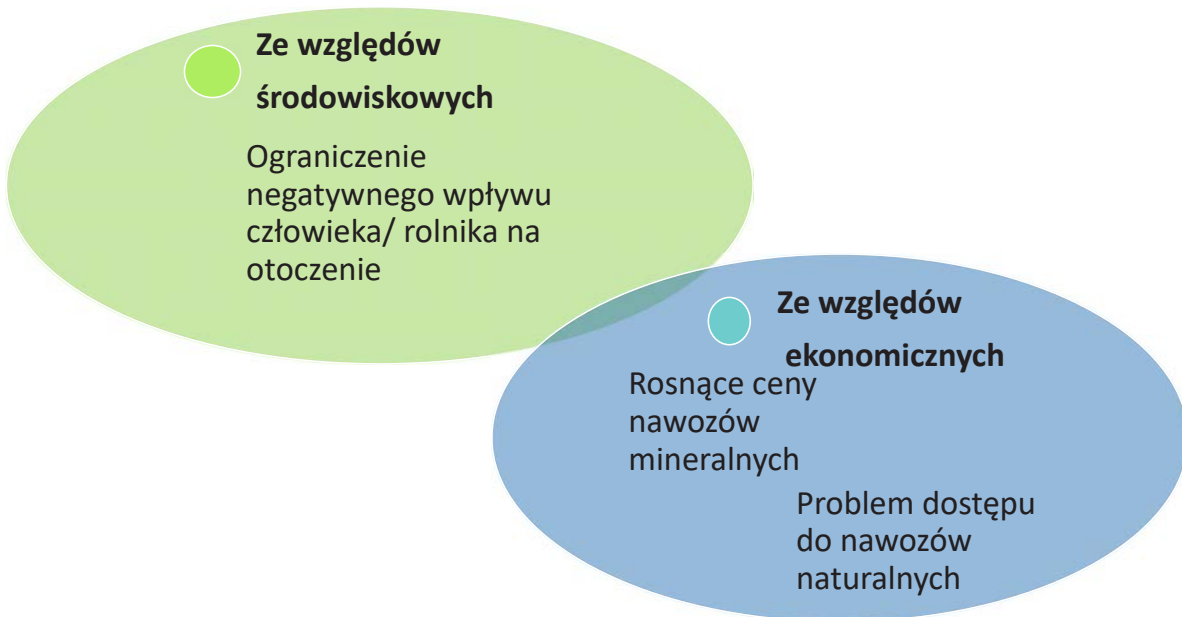 Ze względów
środowiskowych
Ograniczenie
negatywnego wpływu
człowieka/ rolnika na
otoczenie
Ze względów
ekonomicznych
Rosnące ceny
nawozów
mineralnych
Problem dostępu
do nawozów
naturalnych